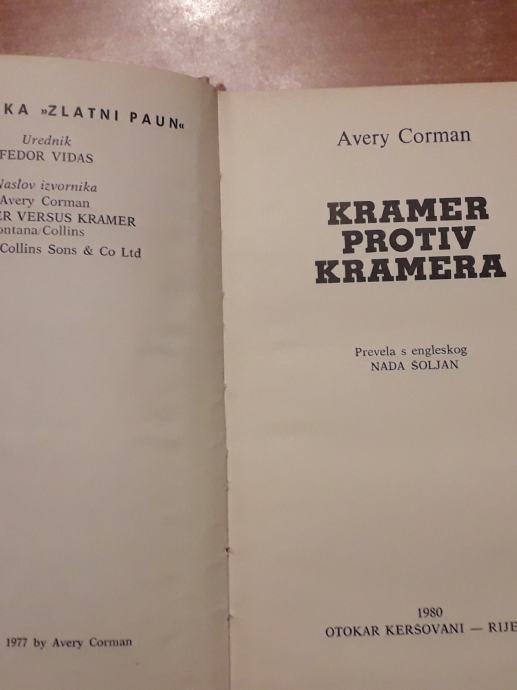 KA »ZLATNI PAUN«
Urednik
FEDOR VIDAS
Naslov izvornika
Avery Corman
ER VERSUS KRAMER
ontana/Collins
Collins Sons & Co Ltd
1977 by Avery Corman
Avery Corman
KRAMER
PROTIV
KRAMERA
Prevela s engleskog
NADA ŠOLJAN
1980
OTOKAR KERŠOVANI — RIJE